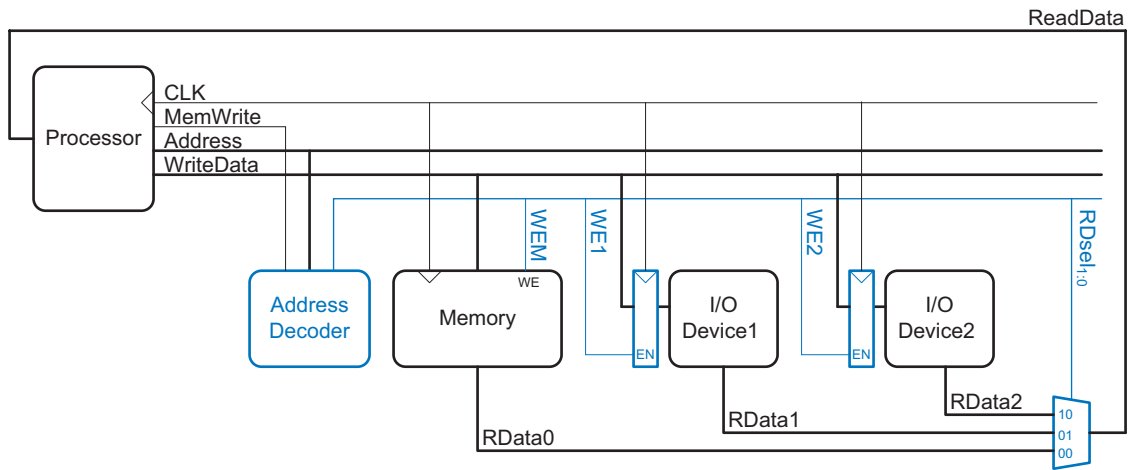 ReadData
CLK
MemWrite
Processor
Address
WriteData
WEM
WE1
WE2
RDsel1:0
Address
Decoder
WE
Memory
EN
I/O
Device1
EN
I/O
Device2
RData2
RData1
RData0
10
01
00